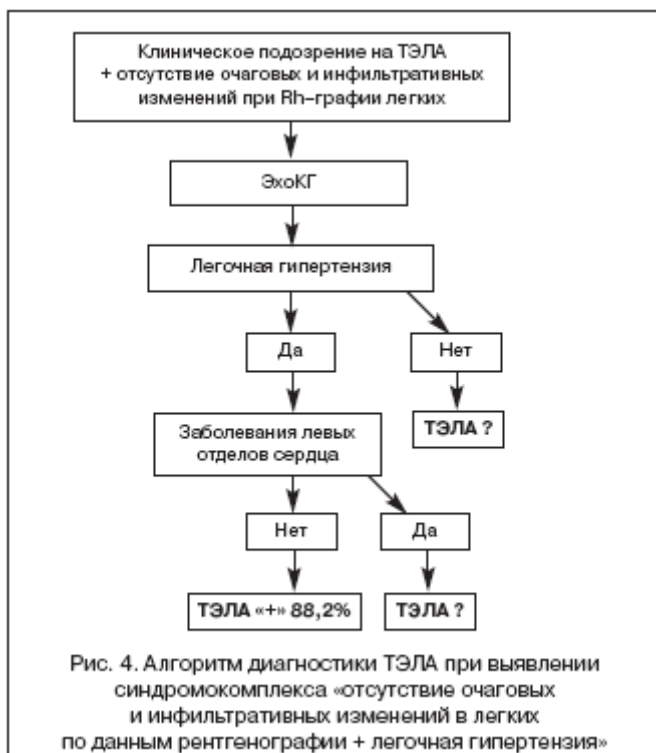 Клиническое подозрение на ТЭЛА
+ отсутствие очаговых и инфильтративных
изменений при Rh–графии легких
ЭхоКГ
Легочная гипертензия
Да
Нет
Заболевания левых
отделов сердца
ТЭЛА ?
Нет
Да
ТЭЛА «+» 88,2%
ТЭЛА ?
Рис. 4. Алгоритм диагностики ТЭЛА при выявлении
синдромокомплекса «отсутствие очаговых
и инфильтративных изменений в легких
по данным рентгенографии + легочная гипертензия»